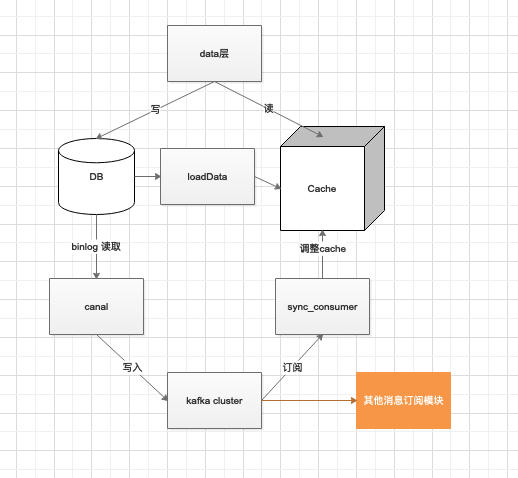 data层
写
读
DB
loadData
Cache
binlog 读取
调整cache
canal
sync_consumer
写入
订阅
kafka cluster
其他消息订阅模块